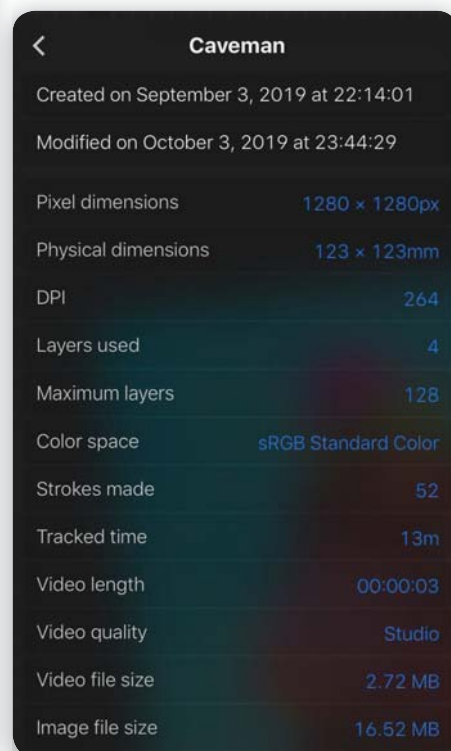 Caveman
Created on September 3, 2019 at 22:14:01
Modified on October 3, 2019 at 23:44:29
Pixel dimensions 1280 × 1280px
Physical dimensions 123 × 123mm
DPI 264
Layers used 4
Maximum layers 128
Color space sRGB Standard Color
Strokes made 52
Tracked time 13m
Video length 00:00:03
Video quality Studio
Video file size 2.72 MB
Image file size 16.52 MB